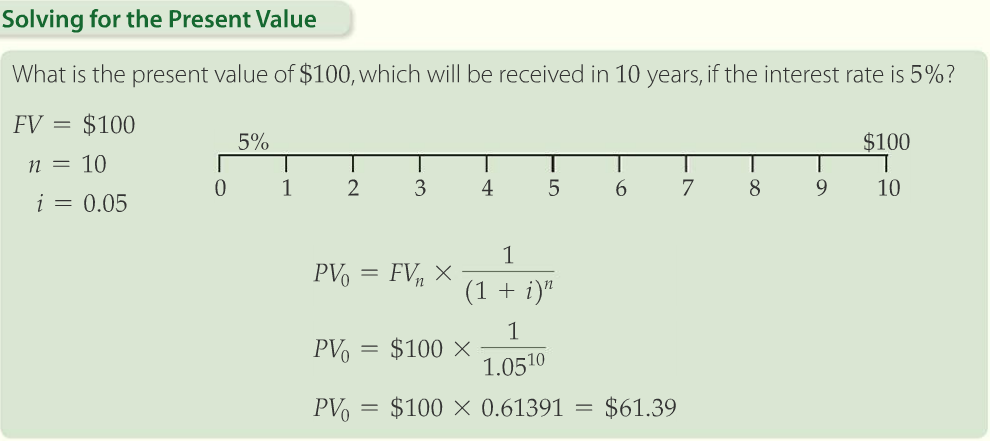 Solving for the Present Value
What is the present value of $100, which will be received in 10 years, if the interest rate is 5%?
FV = $100
n = 10
i = 0.05
5% $100
0 1 2 3 4 5 6 7 8 9 10
PV₀ = FVₙ × 1/(1 + i)ⁿ
PV₀ = $100 × 1/1.05¹⁰
PV₀ = $100 × 0.61391 = $61.39